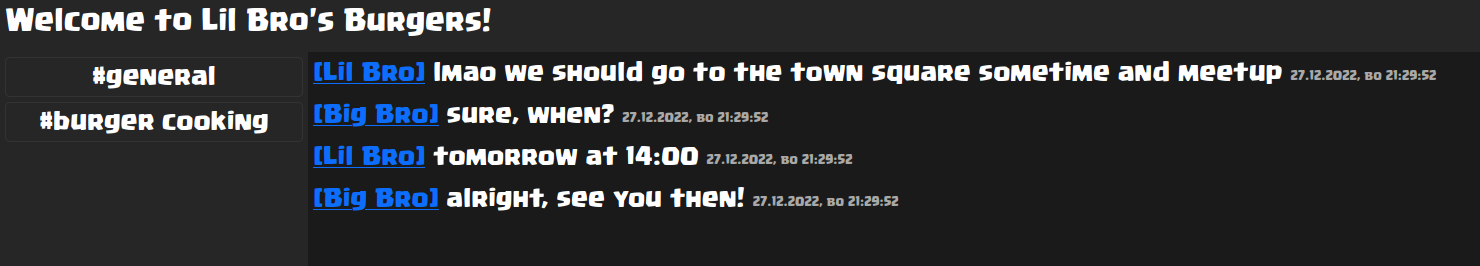 Welcome to Lil Bro's Burgers!
#general
#burger cooking
[Lil Bro] lmao we should go to the town square sometime and meetup 27.12.2022, во 21:29:52
[Big Bro] sure, when? 27.12.2022, во 21:29:52
[Lil Bro] tomorrow at 14:00 27.12.2022, во 21:29:52
[Big Bro] alright, see you then! 27.12.2022, во 21:29:52